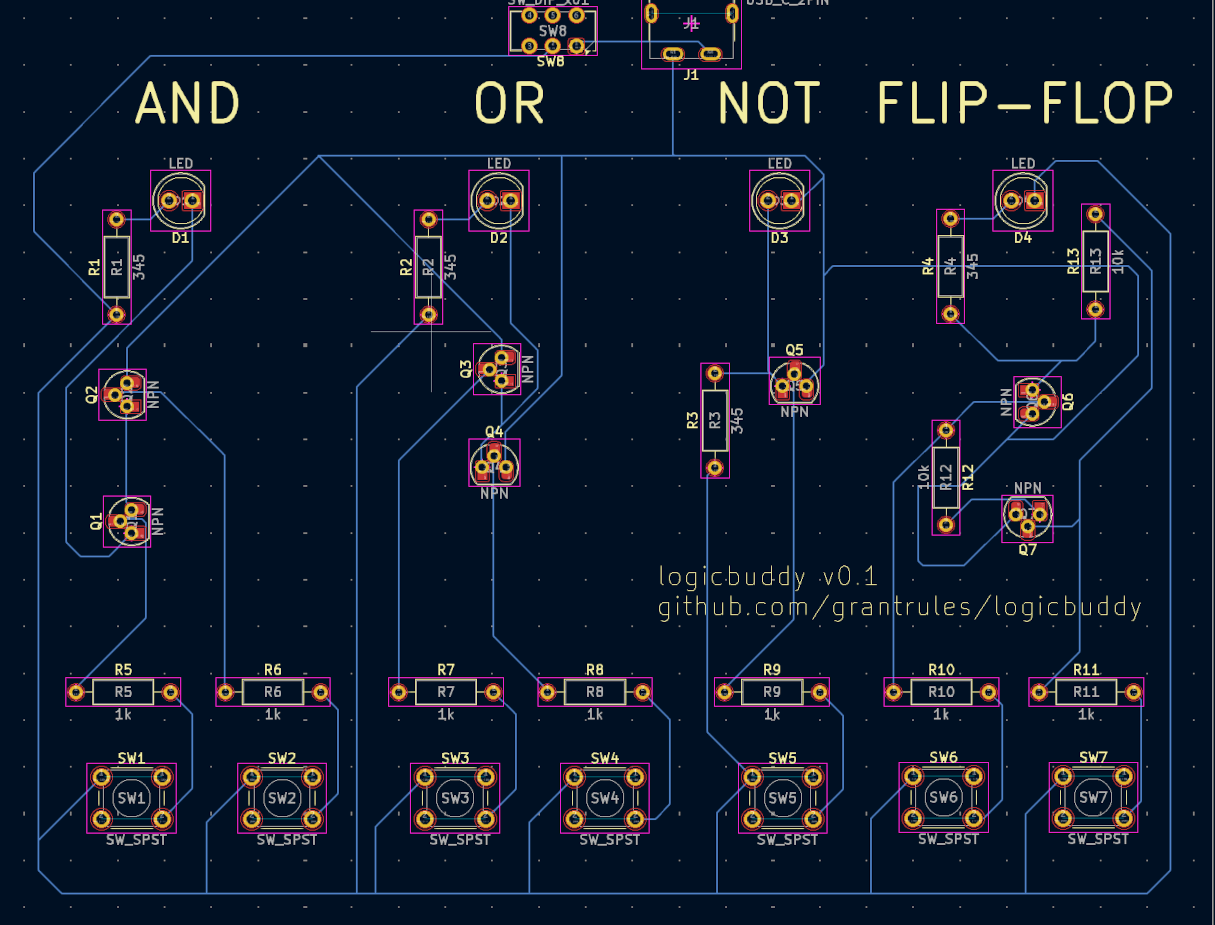 USB_C_2PIN
4 5 6
SW8
3 2
SW8
J1
J1
AND
OR
NOT
FLIP-FLOP
LED
LED
LED
LED
D1
D2
D3
D4
R1 R1 345
R2 R2 345
R4 R4 345
R13 R13 10k
Q5
Q3 NPN
Q2 NPN
R3 R3 345
NPN
NPN Q6
Q4
NPN
10k R12 R12
NPN
Q1 NPN
Q7
logicbuddy v0.1
github.com/grantrules/logicbuddy
R5
R6
R7
R8
R9
R10
R11
R5
R6
R7
R8
R9
R10
R11
1k
1k
1k
1k
1k
1k
1k
SW1
SW2
SW3
SW4
SW5
SW6
SW7
SW1
SW2
SW3
SW4
SW5
SW6
SW7
SW_SPST
SW_SPST
SW_SPST
SW_SPST
SW_SPST
SW_SPST
SW_SPST